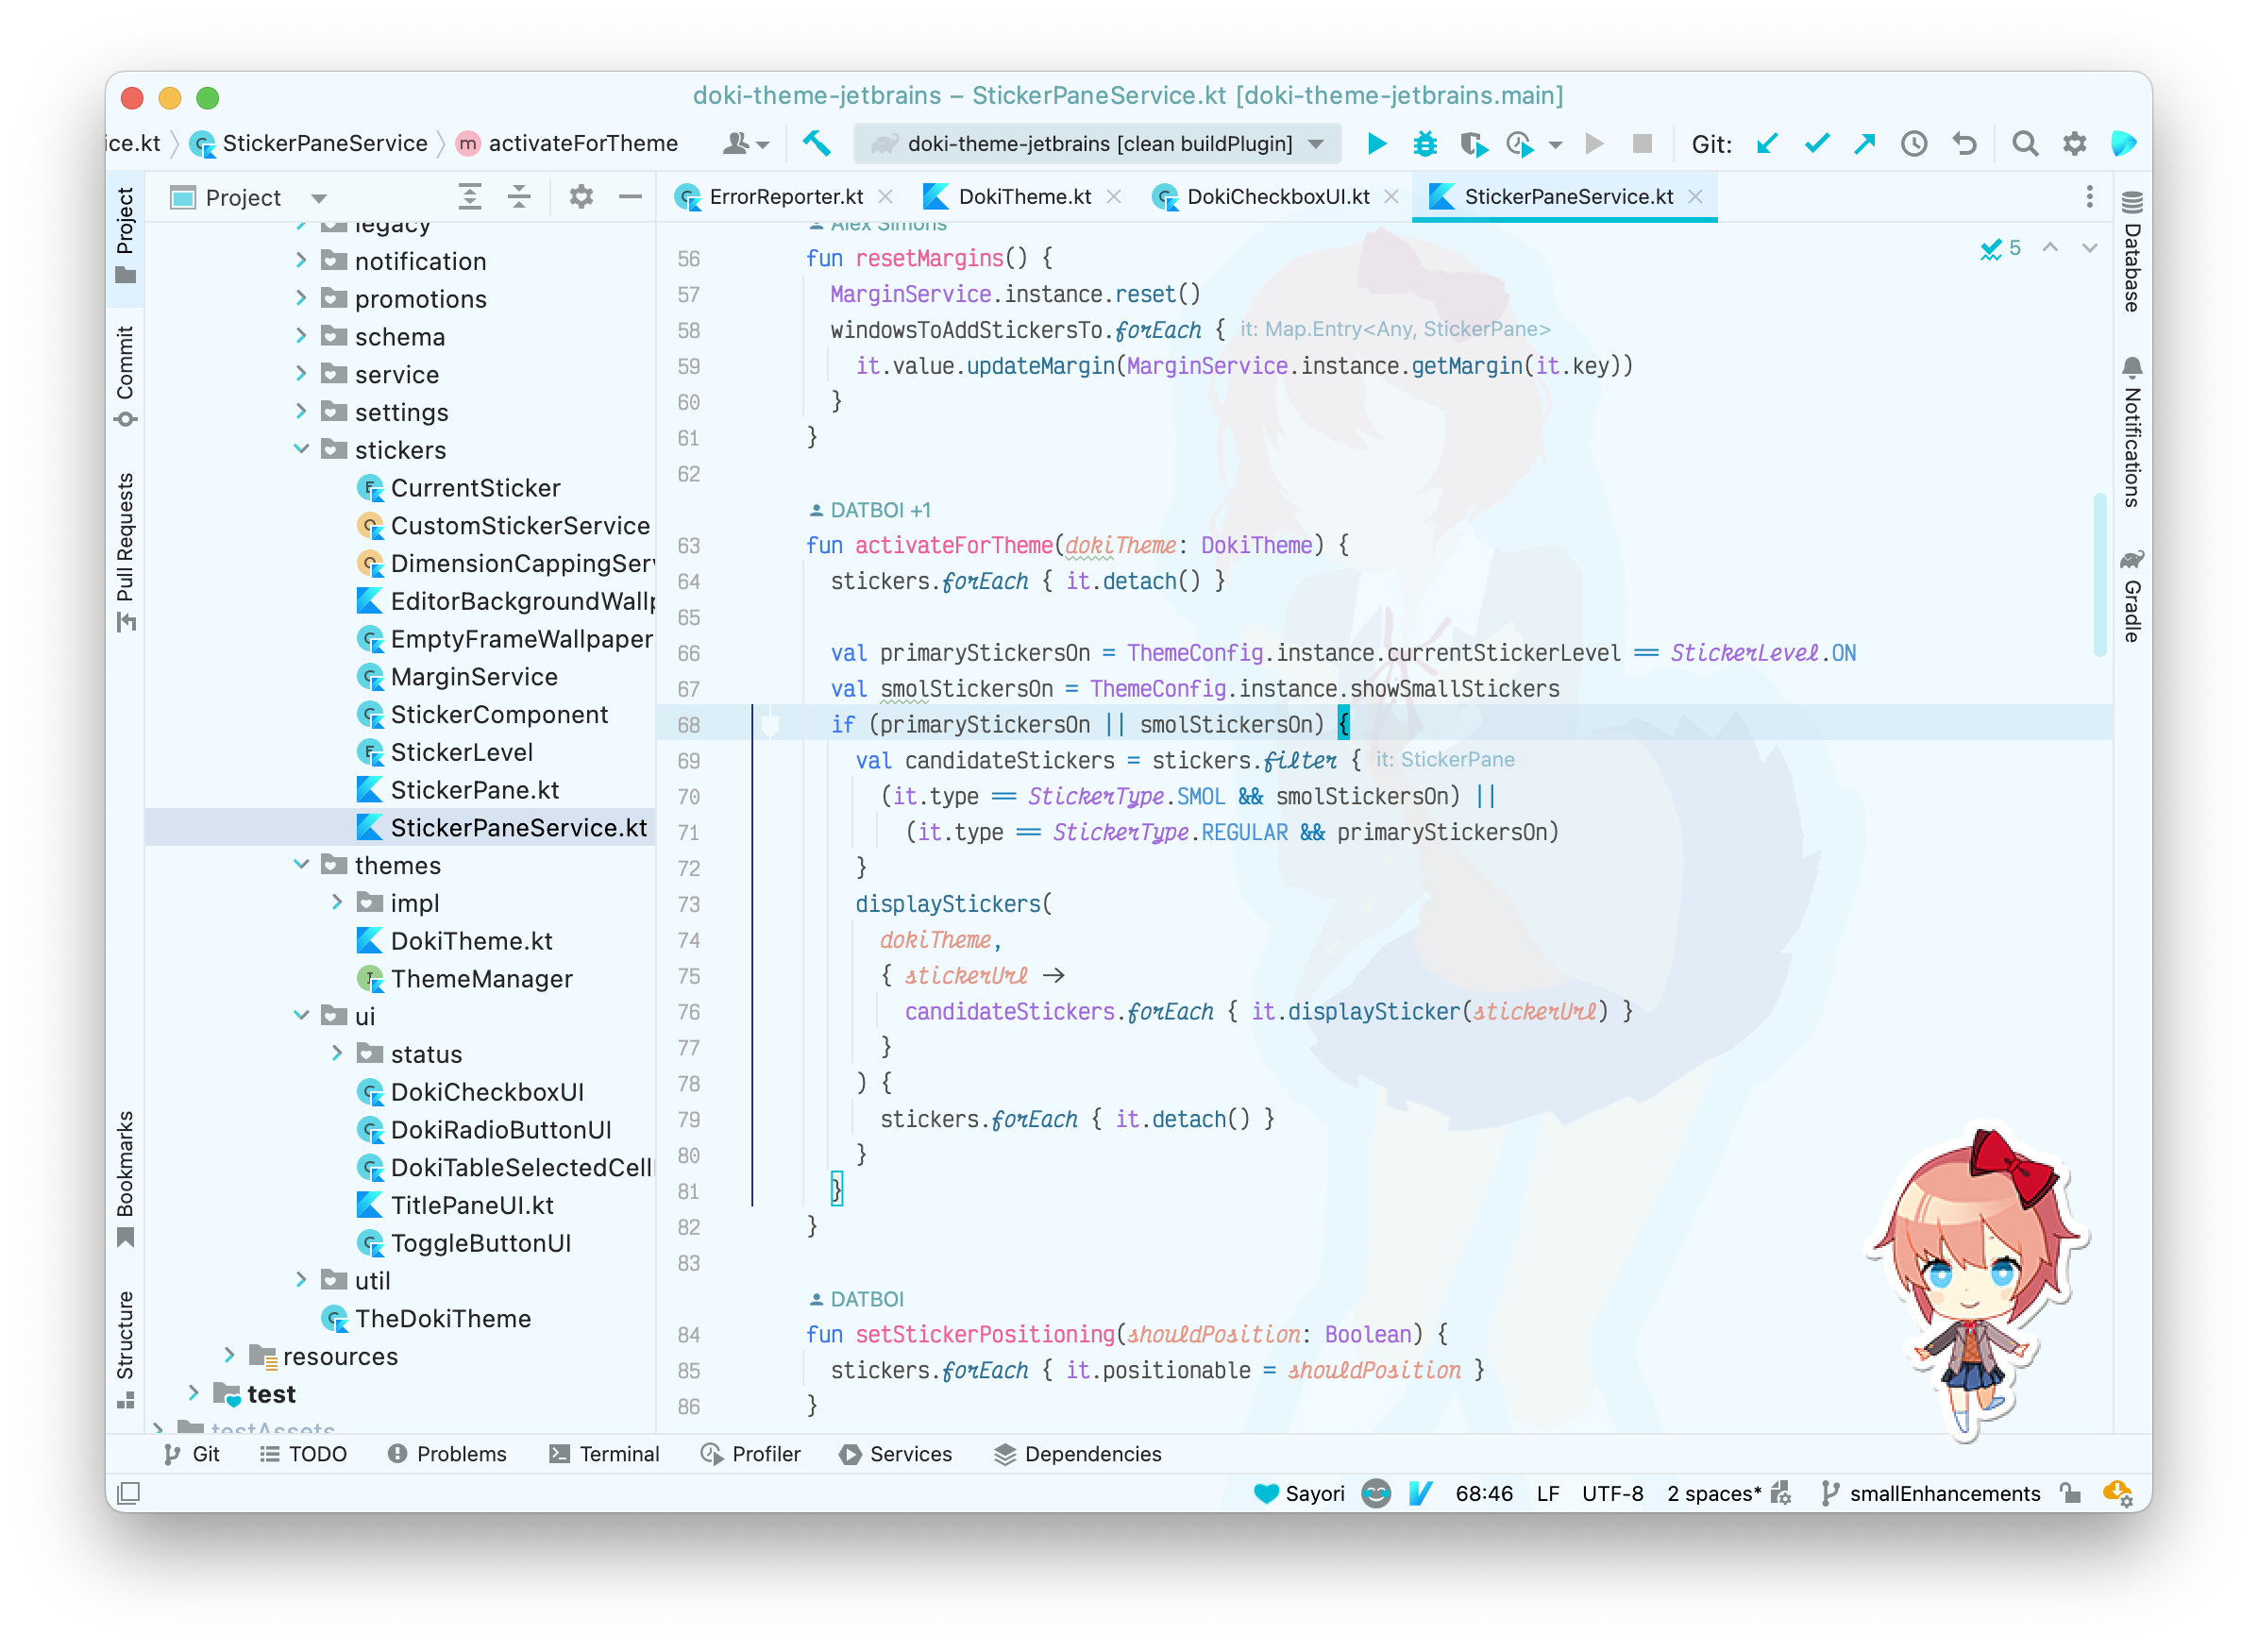 doki-theme-jetbrains – StickerPaneService.kt [doki-theme-jetbrains.main]
ice.kt StickerPaneService m activateForTheme doki-theme-jetbrains [clean buildPlugin] Git:
Project
ErrorReporter.kt DokiTheme.kt DokiCheckboxUI.kt StickerPaneService.kt
Project
Commit
Pull Requests
Bookmarks
Structure
legacy
notification
promotions
schema
service
settings
stickers
CurrentSticker
CustomStickerService
DimensionCappingSer
EditorBackgroundWallp
EmptyFrameWallpaper
MarginService
StickerComponent
StickerLevel
StickerPane.kt
StickerPaneService.kt
themes
impl
DokiTheme.kt
ThemeManager
ui
status
DokiCheckboxUI
DokiRadioButtonUI
DokiTableSelectedCell
TitlePaneUI.kt
ToggleButtonUI
util
TheDokiTheme
resources
test
testAssets
Alex Simons
5
56 fun resetMargins() {
57 MarginService.instance.reset()
58 windowsToAddStickersTo.forEach { it: Map.Entry<Any, StickerPane>
59 it.value.updateMargin(MarginService.instance.getMargin(it.key))
60 }
61 }
62
DATBOI +1
63 fun activateForTheme(dokiTheme: DokiTheme) {
64 stickers.forEach { it.detach() }
65
66 val primaryStickersOn = ThemeConfig.instance.currentStickerLevel == StickerLevel.ON
67 val smolStickersOn = ThemeConfig.instance.showSmallStickers
68 if (primaryStickersOn || smolStickersOn) {
69 val candidateStickers = stickers.filter { it: StickerPane
70 (it.type == StickerType.SMOL && smolStickersOn) ||
71 (it.type == StickerType.REGULAR && primaryStickersOn)
72 }
73 displayStickers(
74 dokiTheme,
75 { stickerUrl ->
76 candidateStickers.forEach { it.displaySticker(stickerUrl) }
77 }
78 ) {
79 stickers.forEach { it.detach() }
80 }
81 }
82 }
83
DATBOI
84 fun setStickerPositioning(shouldPosition: Boolean) {
85 stickers.forEach { it.positionable = shouldPosition }
86 }
Database
Notifications
Gradle
Git TODO Problems Terminal Profiler Services Dependencies
Sayori 68:46 LF UTF-8 2 spaces* smallEnhancements